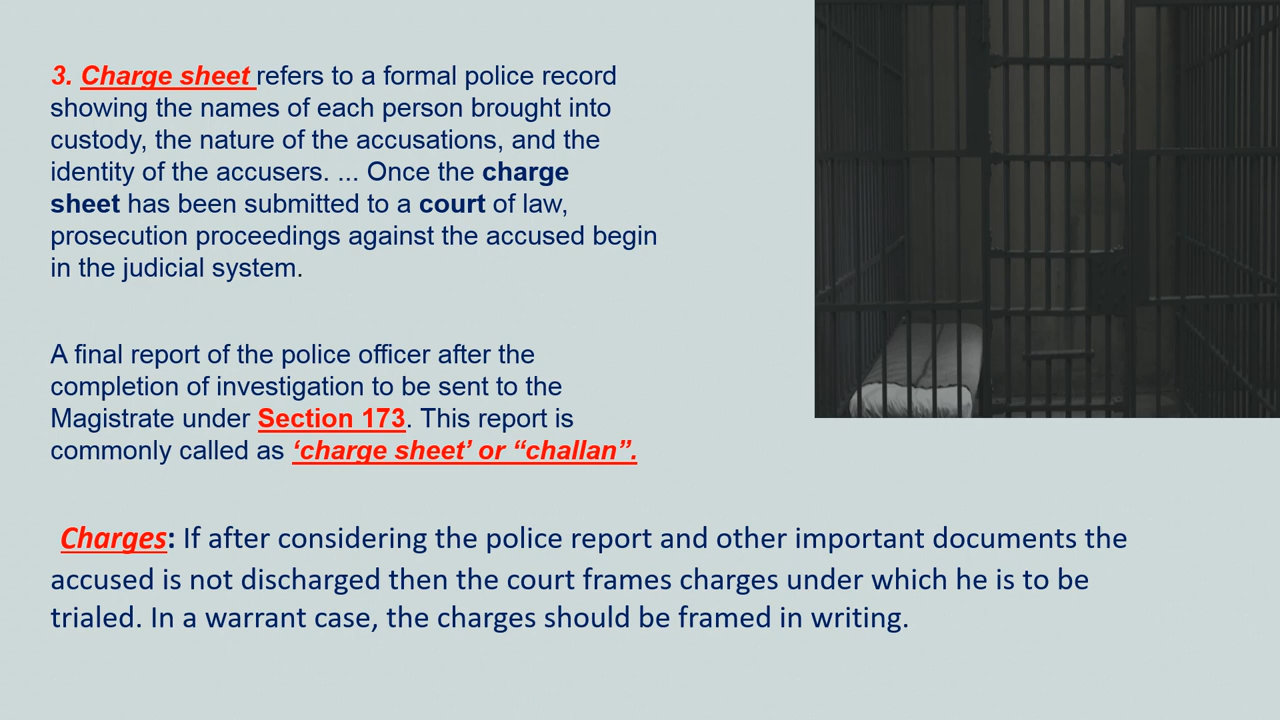 3. Charge sheet refers to a formal police record
showing the names of each person brought into
custody, the nature of the accusations, and the
identity of the accusers. ... Once the charge
sheet has been submitted to a court of law,
prosecution proceedings against the accused begin
in the judicial system.
A final report of the police officer after the
completion of investigation to be sent to the
Magistrate under Section 173. This report is
commonly called as ‘charge sheet’ or “challan”.
Charges: If after considering the police report and other important documents the
accused is not discharged then the court frames charges under which he is to be
trialed. In a warrant case, the charges should be framed in writing.